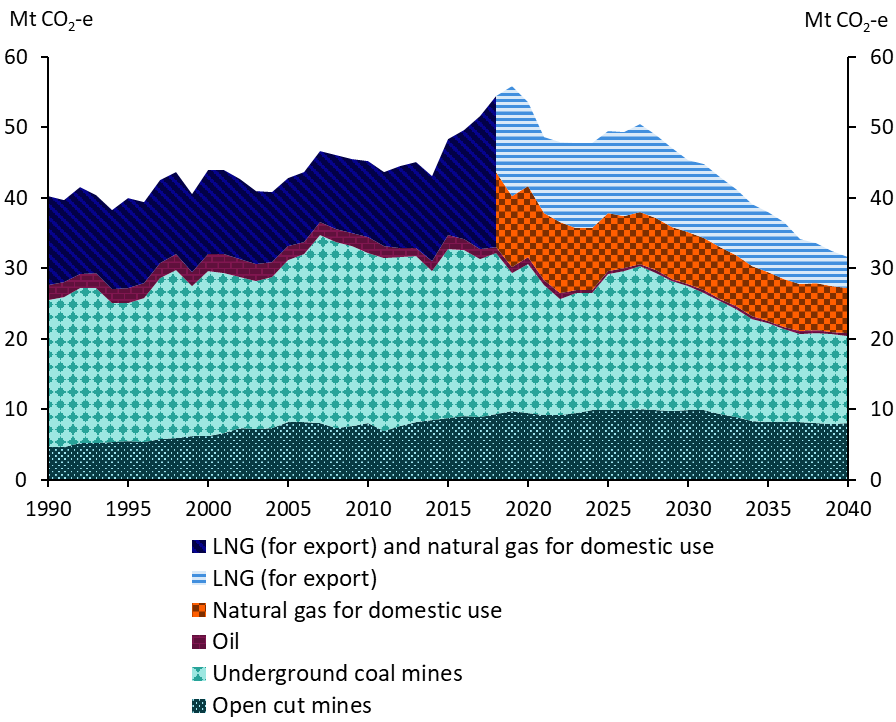 Mt CO₂-e Mt CO₂-e
60 60
50 50
40 40
30 30
20 20
10 10
0 0
1990 1995 2000 2005 2010 2015 2020 2025 2030 2035 2040
LNG (for export) and natural gas for domestic use
LNG (for export)
Natural gas for domestic use
Oil
Underground coal mines
Open cut mines